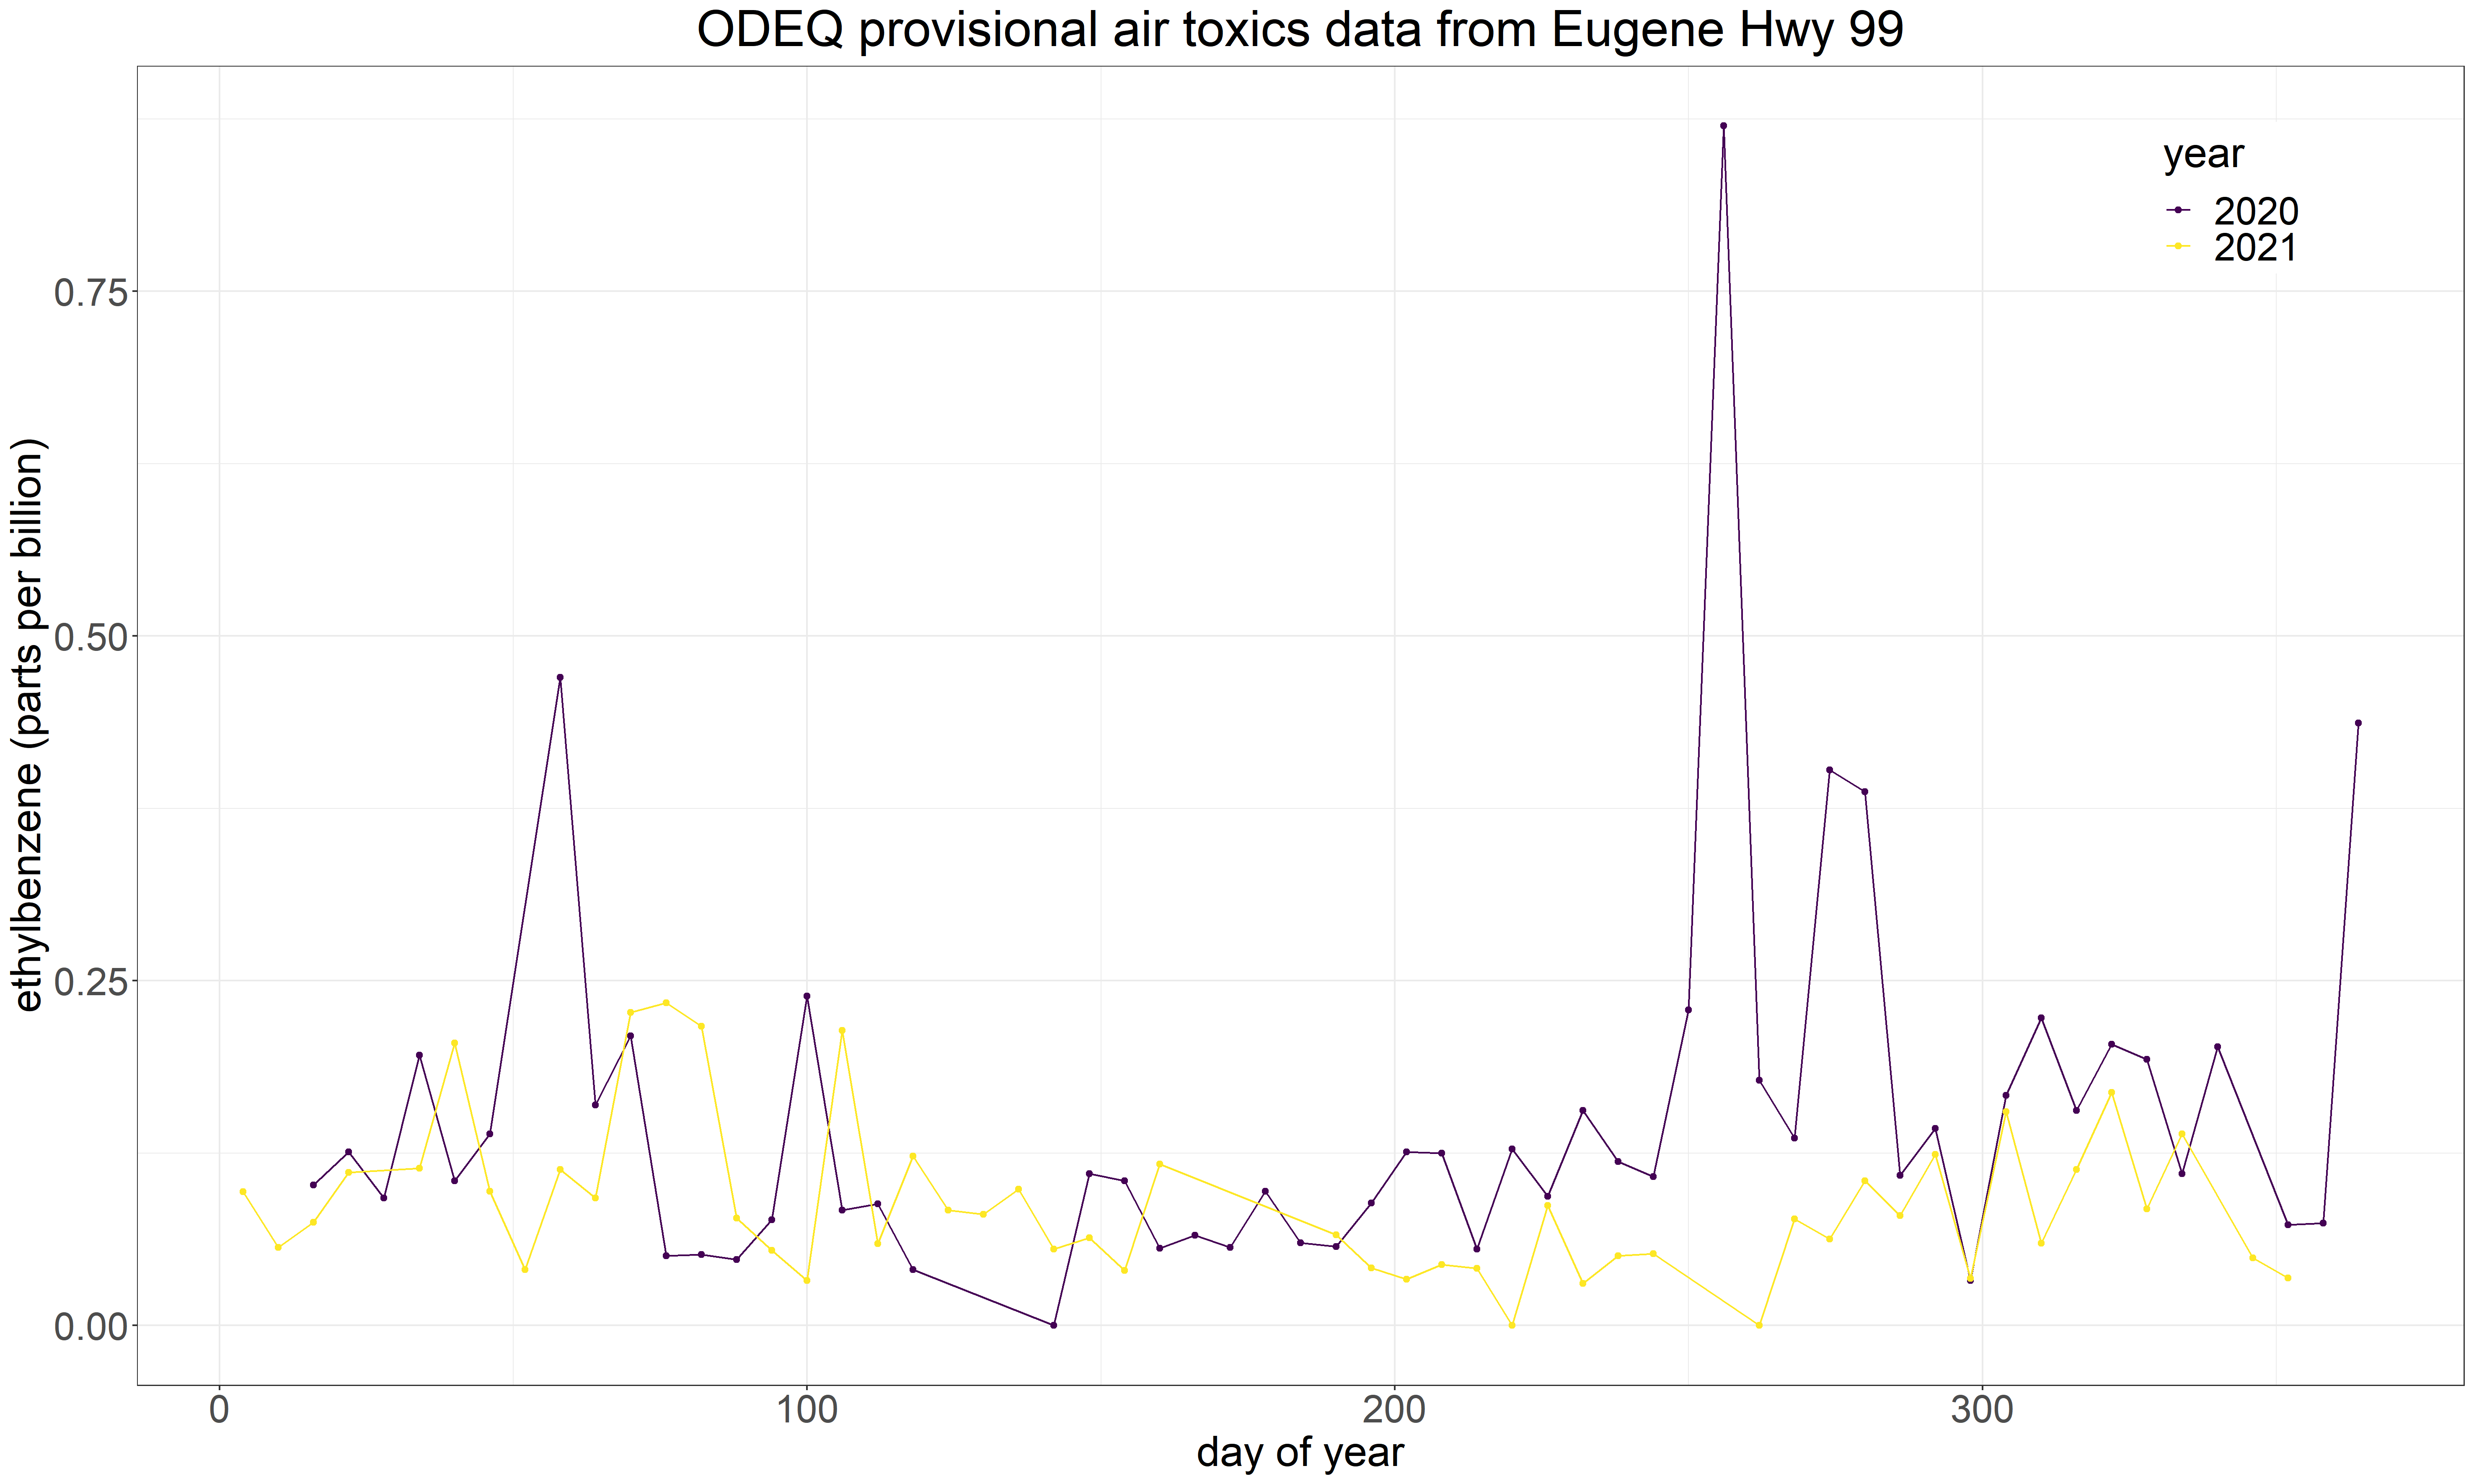 ODEQ provisional air toxics data from Eugene Hwy 99
year
2020
2021
0.75
0.50
0.25
0.00
ethylbenzene (parts per billion)
0 100 200 300
day of year